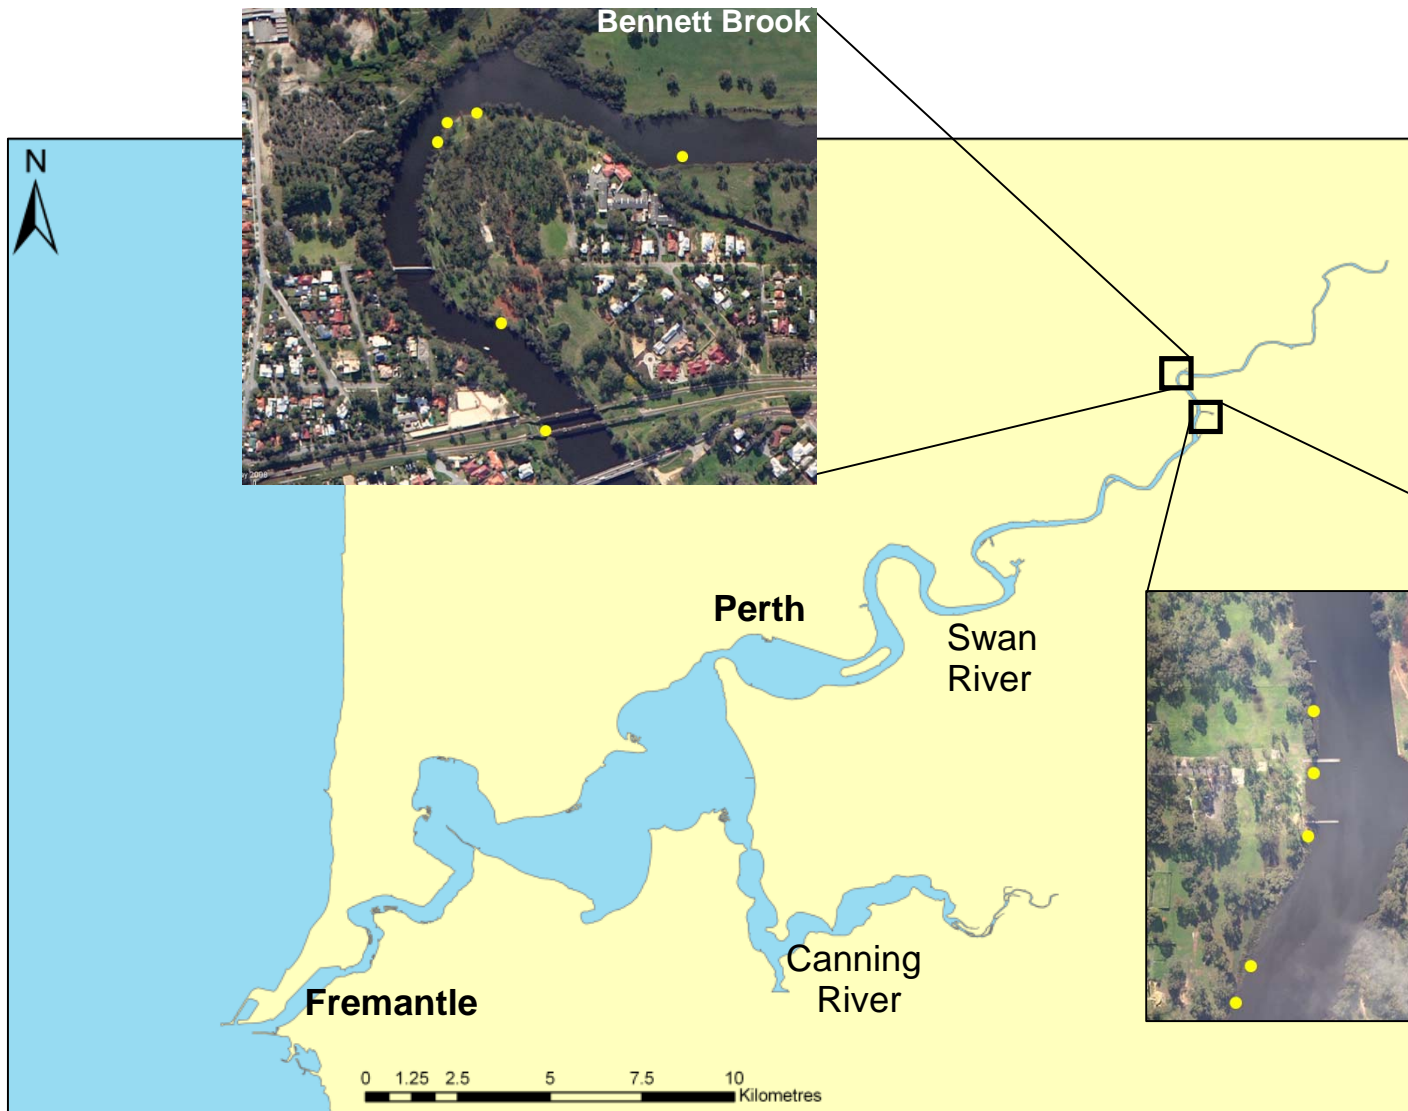 Bennett Brook
N
Perth
Swan
River
Canning
River
Fremantle
0 1.25 2.5 5 7.5 10
Kilometres